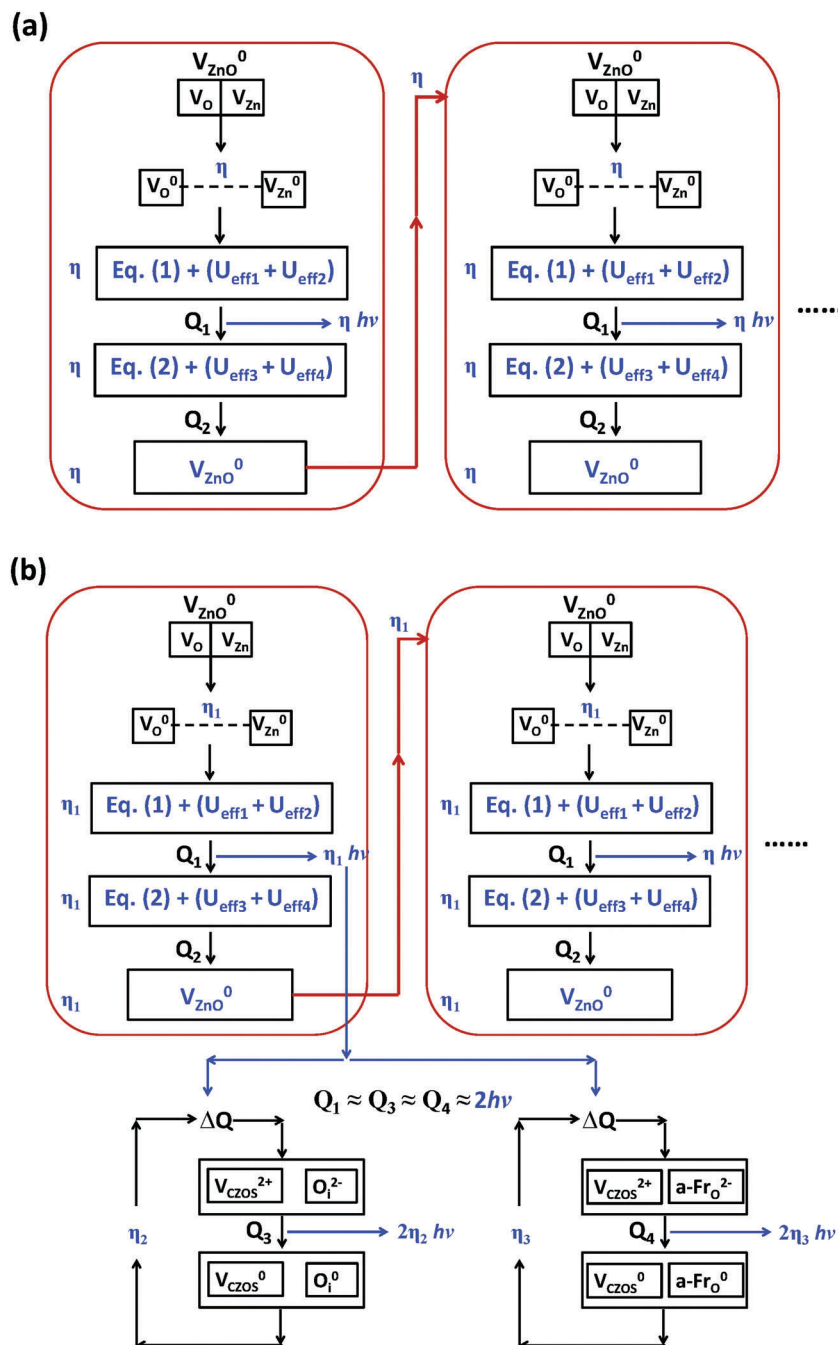 (a)
V_ZnO^0
V_O V_Zn
η
V_O^0 V_Zn^0
η Eq. (1) + (U_eff1 + U_eff2)
Q_1 η hν
η Eq. (2) + (U_eff3 + U_eff4)
Q_2
η V_ZnO^0
η
V_ZnO^0
V_O V_Zn
η
V_O^0 V_Zn^0
η Eq. (1) + (U_eff1 + U_eff2)
Q_1 η hν
η Eq. (2) + (U_eff3 + U_eff4)
Q_2
η V_ZnO^0
......
(b)
V_ZnO^0
V_O V_Zn
η_1
V_O^0 V_Zn^0
η_1 Eq. (1) + (U_eff1 + U_eff2)
Q_1 η_1 hν
η_1 Eq. (2) + (U_eff3 + U_eff4)
Q_2
η_1 V_ZnO^0
η_1
V_ZnO^0
V_O V_Zn
η_1
V_O^0 V_Zn^0
η_1 Eq. (1) + (U_eff1 + U_eff2)
Q_1 η hν
η_1 Eq. (2) + (U_eff3 + U_eff4)
Q_2
η_1 V_ZnO^0
......
Q_1 ≈ Q_3 ≈ Q_4 ≈ 2hν
ΔQ
V_CZOS^2+ O_i^2-
η_2 Q_3 2η_2 hν
V_CZOS^0 O_i^0
ΔQ
V_CZOS^2+ a-Fr_O^2-
η_3 Q_4 2η_3 hν
V_CZOS^0 a-Fr_O^0